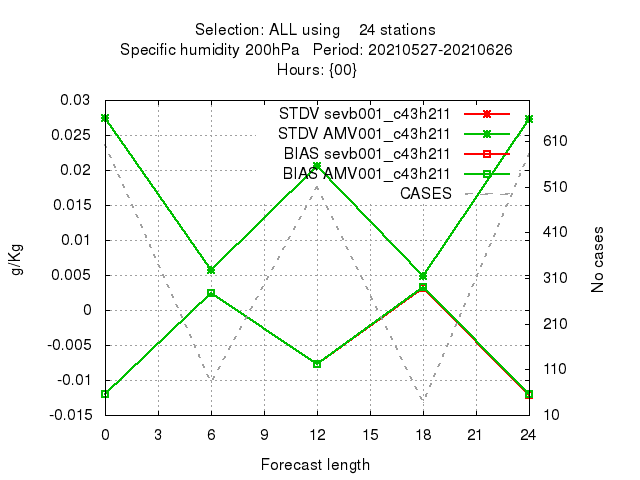 Selection: ALL using    24 stations
Specific humidity 200hPa   Period: 20210527-20210626
Hours: {00}
0.03
0.025
0.02
0.015
0.01
0.005
0
-0.005
-0.01
-0.015
g/Kg
STDV sevb001_c43h211
STDV AMV001_c43h211
BIAS sevb001_c43h211
BIAS AMV001_c43h211
CASES
610
510
410
310
210
110
10
No cases
0 3 6 9 12 15 18 21 24
Forecast length